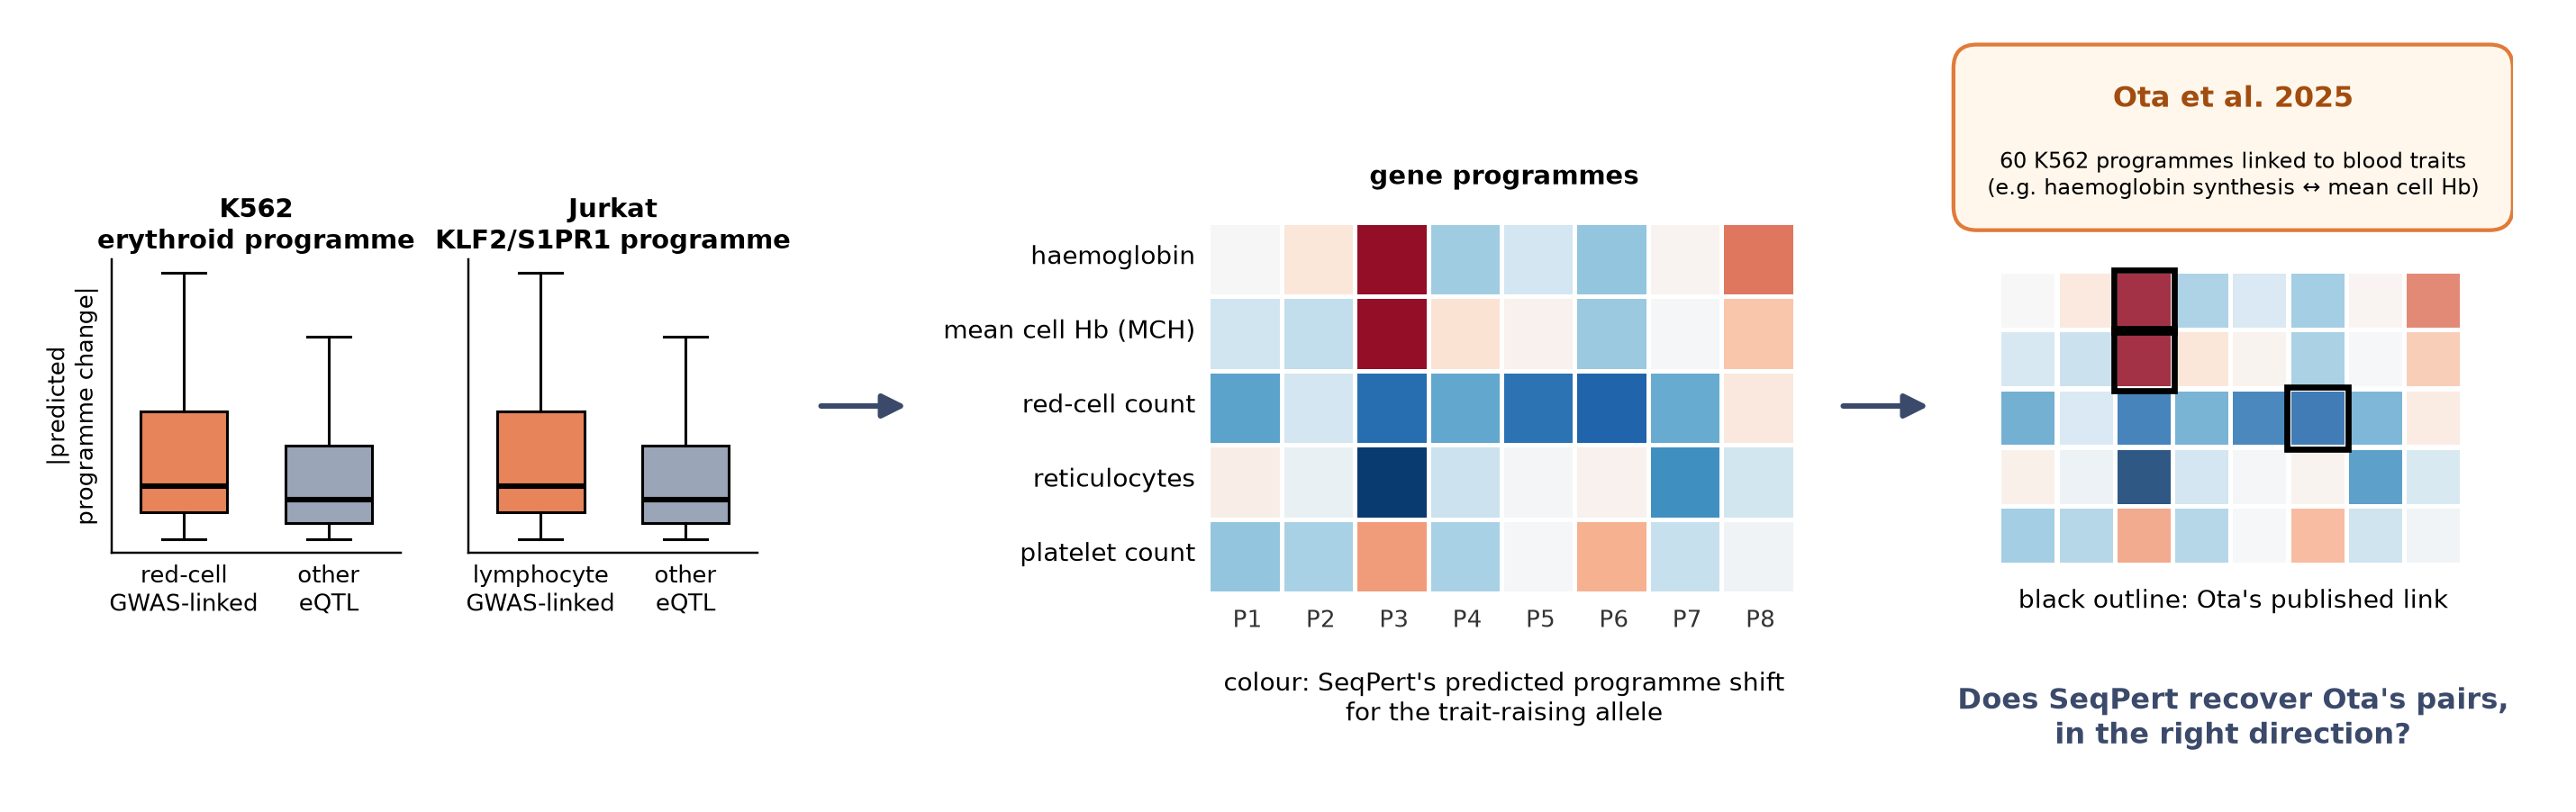 K562
erythroid programme
Jurkat
KLF2/S1PR1 programme
|predicted
programme change|
red-cell
GWAS-linked
other
eQTL
lymphocyte
GWAS-linked
other
eQTL
gene programmes
haemoglobin
mean cell Hb (MCH)
red-cell count
reticulocytes
platelet count
P1 P2 P3 P4 P5 P6 P7 P8
colour: SeqPert's predicted programme shift
for the trait-raising allele
Ota et al. 2025
60 K562 programmes linked to blood traits
(e.g. haemoglobin synthesis ↔ mean cell Hb)
black outline: Ota's published link
Does SeqPert recover Ota's pairs,
in the right direction?